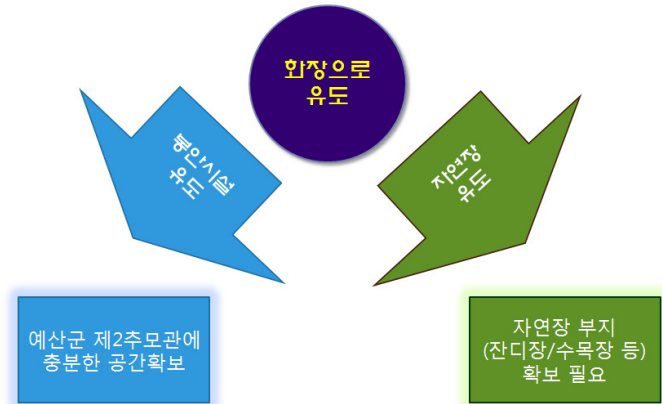 화장으로
유도
봉안시설
유도
자연장
유도
예산군 제2추모관에
충분한 공간확보
자연장 부지
(잔디장/수목장 등)
확보 필요